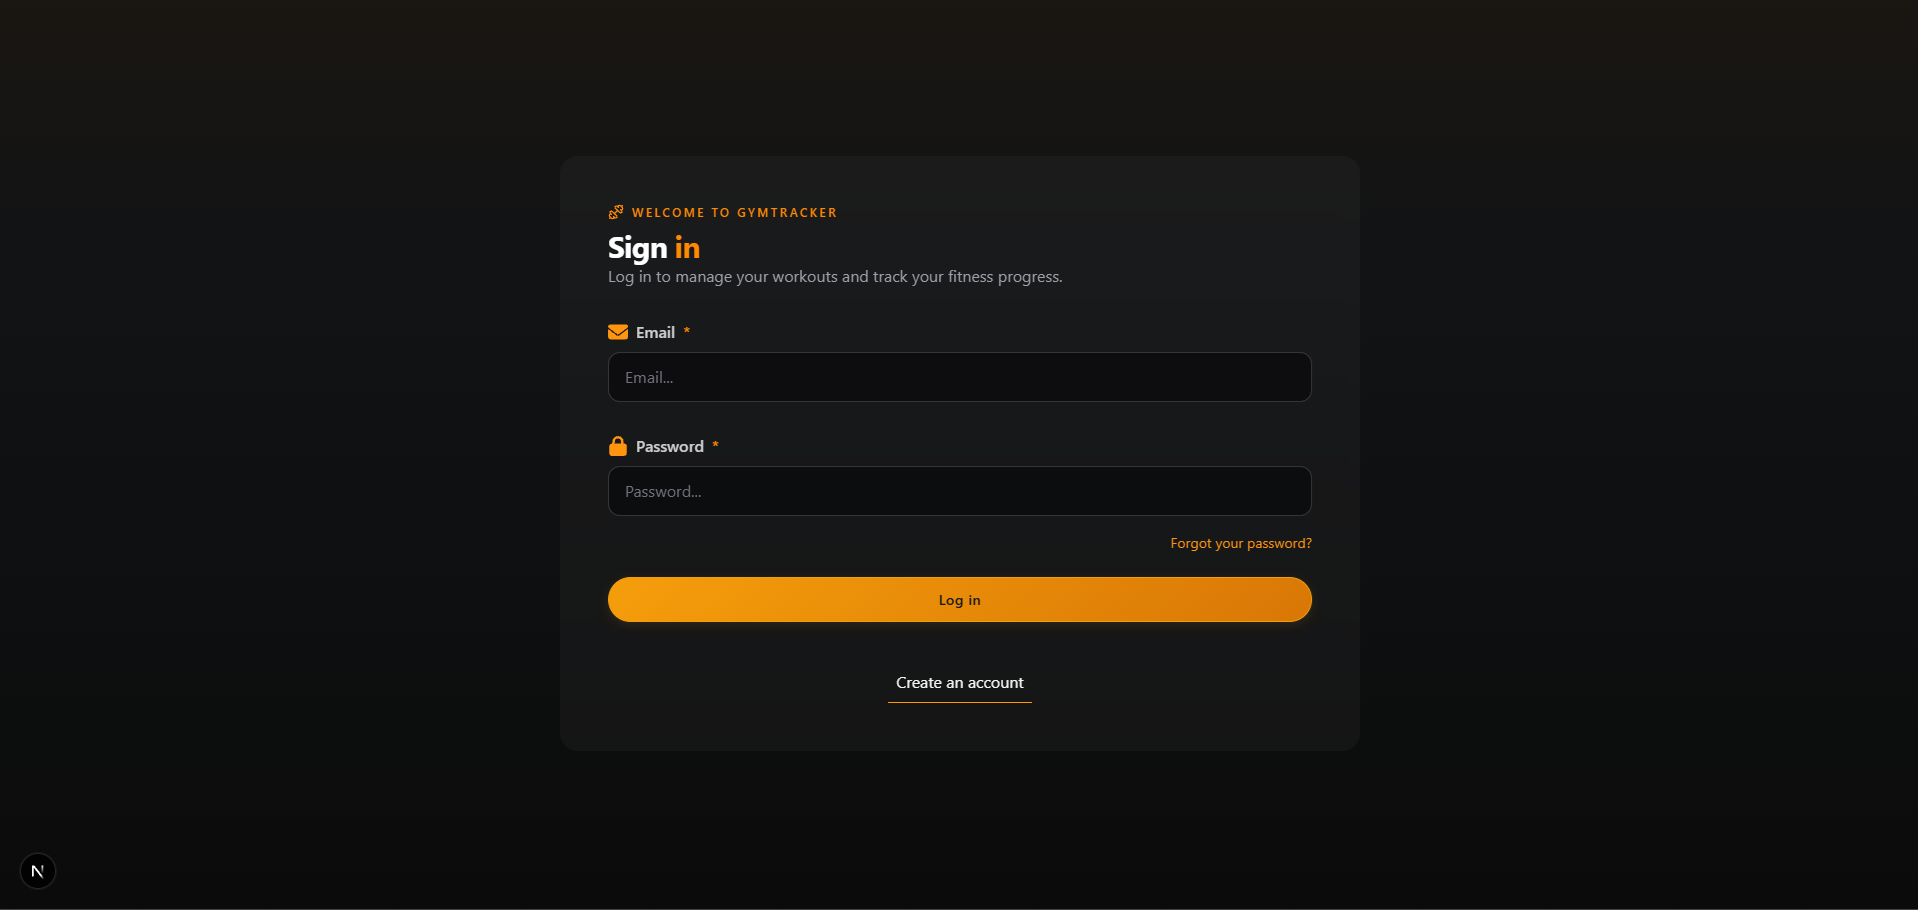 WELCOME TO GYMTRACKER
Sign in
Log in to manage your workouts and track your fitness progress.
Email *
Email...
Password *
Password...
Forgot your password?
Log in
Create an account
N